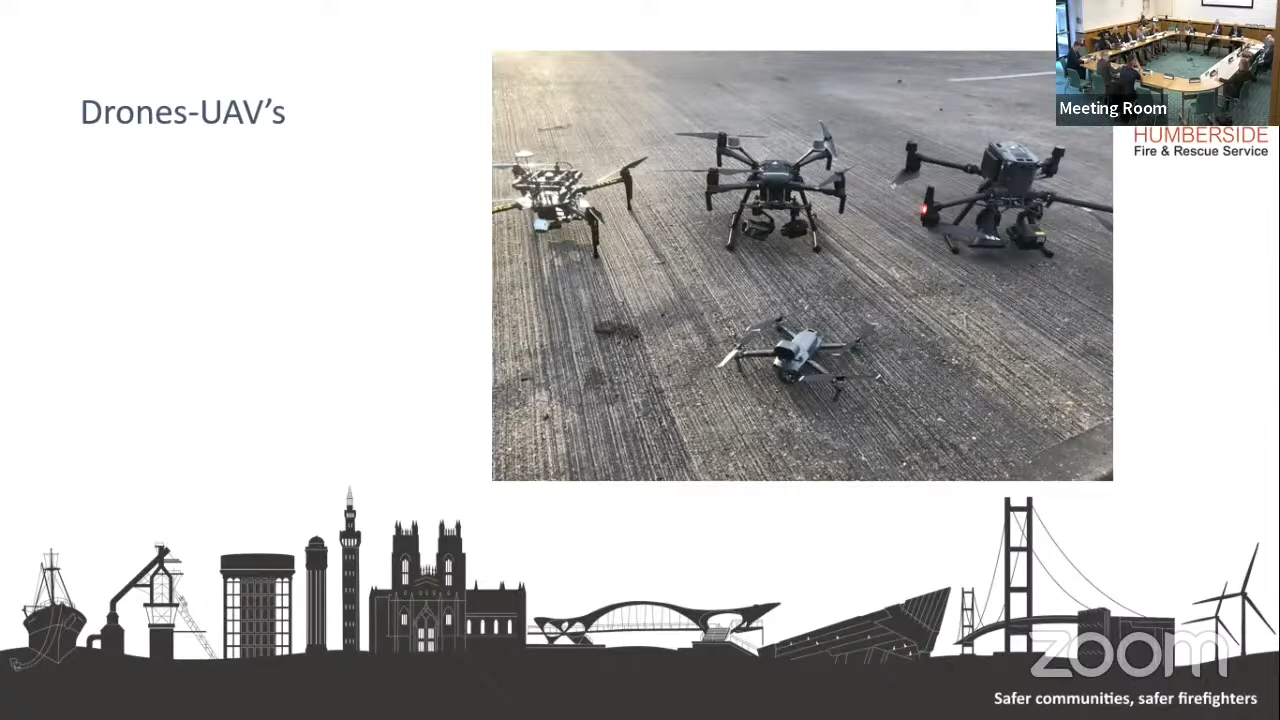 Drones-UAV's
Meeting Room
HUMBERSIDE
Fire & Rescue Service
zoom
Safer communities, safer firefighters